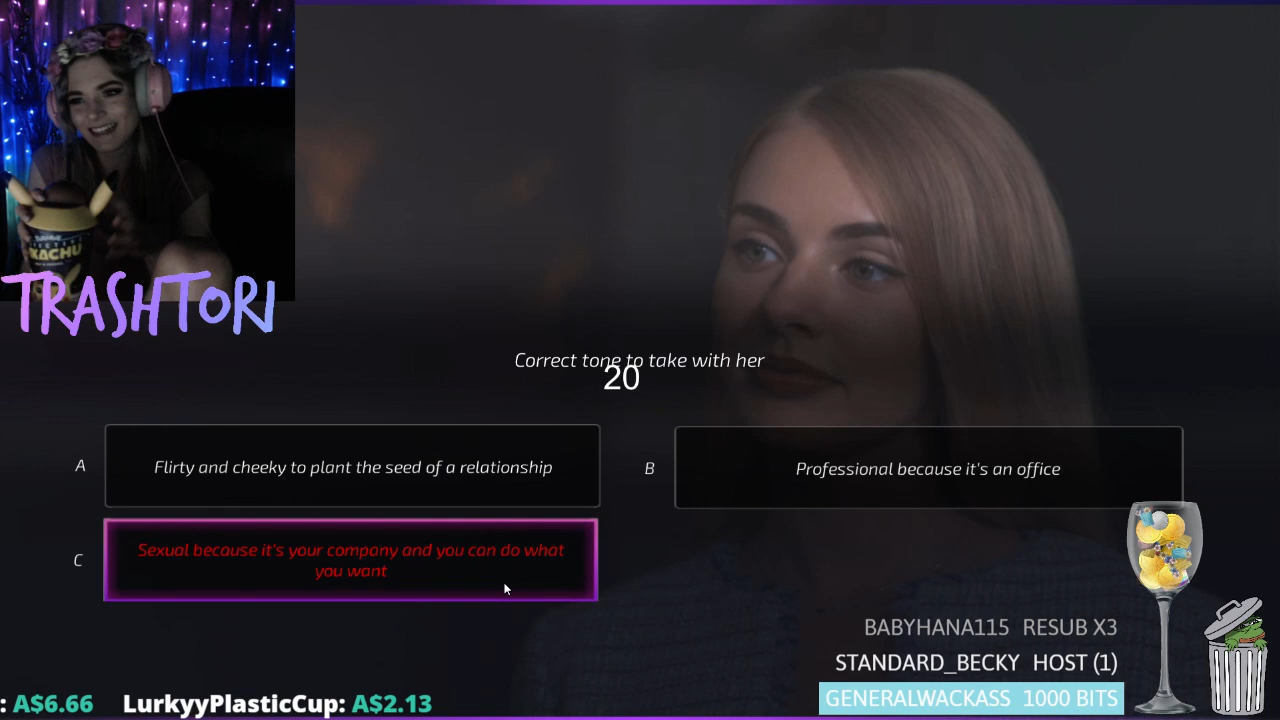 KACHU
TRASHTORI
Correct tone to take with her
20
A
Flirty and cheeky to plant the seed of a relationship
B
Professional because it's an office
C
Sexual because it's your company and you can do what
you want
BABYHANA115 RESUB X3
STANDARD_BECKY HOST (1)
GENERALWACKASS 1000 BITS
: A$6.66 LurkyyPlasticCup: A$2.13